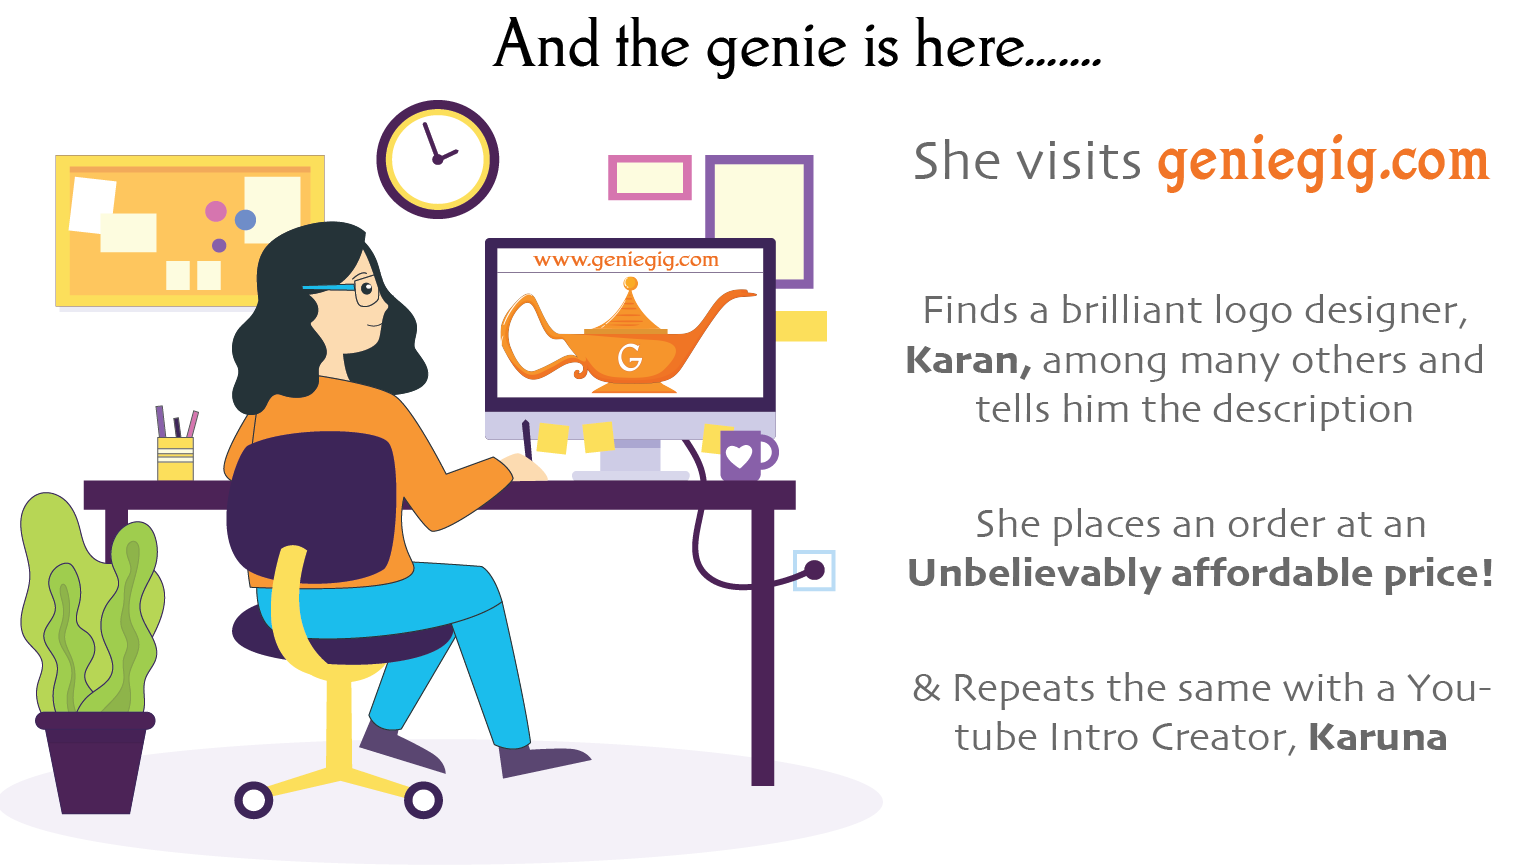 And the genie is here.......
She visits geniegig.com
www.geniegig.com
G
Finds a brilliant logo designer,
Karan, among many others and
tells him the description
She places an order at an
Unbelievably affordable price!
& Repeats the same with a You-
tube Intro Creator, Karuna